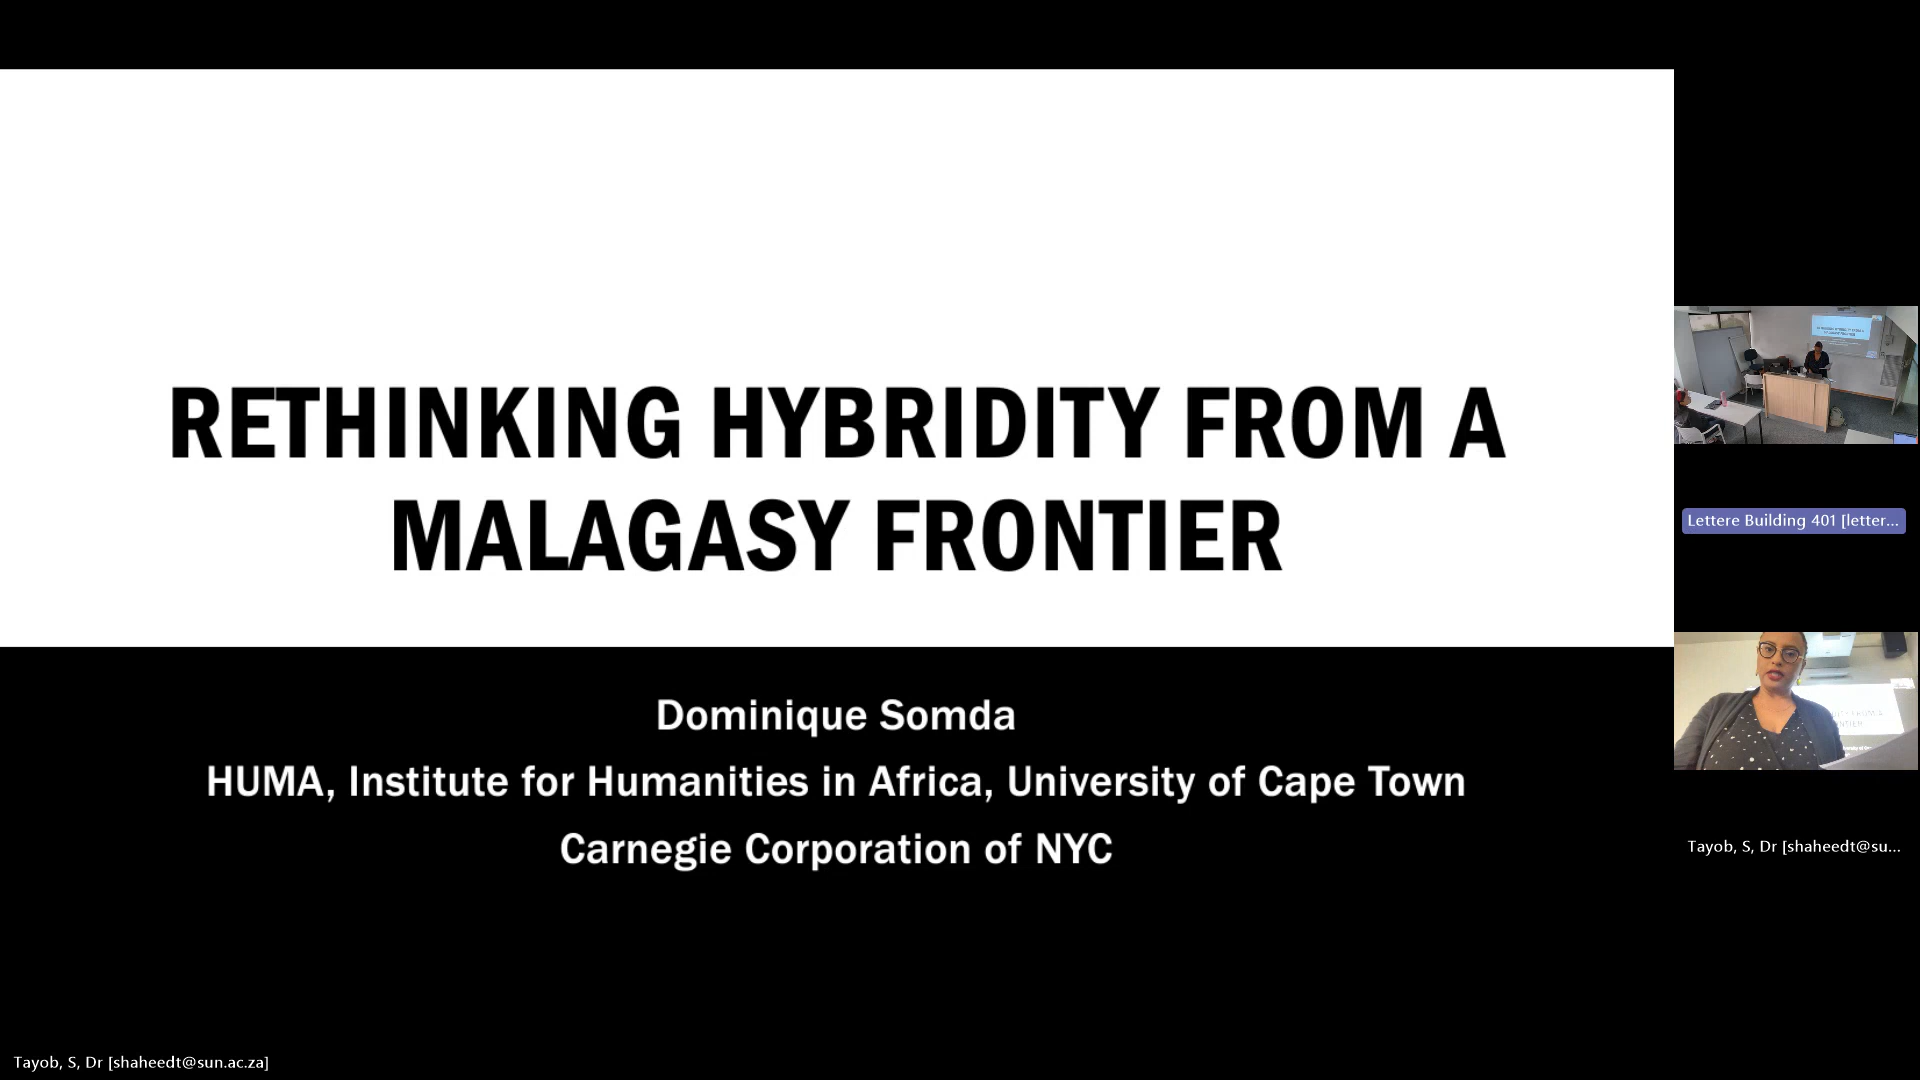 RETHINKING HYBRIDITY FROM A
MALAGASY FRONTIER
Dominique Somda
HUMA, Institute for Humanities in Africa, University of Cape Town
Carnegie Corporation of NYC
Lettere Building 401 [letter...
Tayob, S, Dr [shaheedt@su...
Tayob, S, Dr [shaheedt@sun.ac.za]